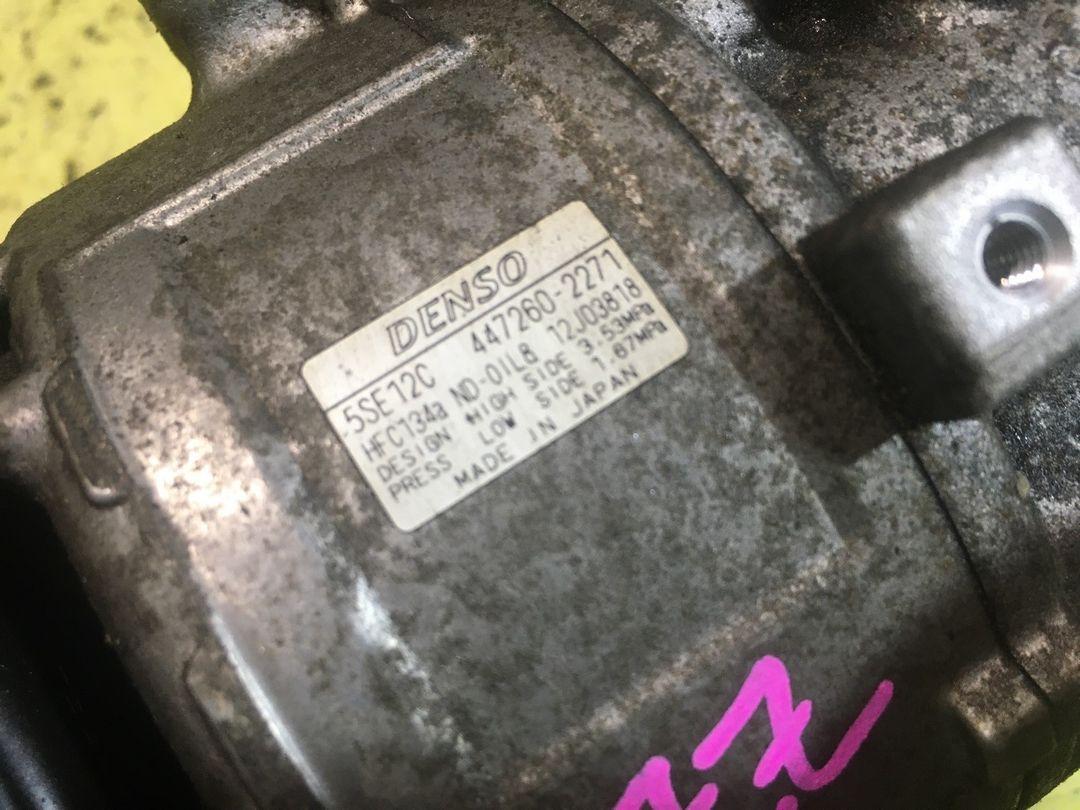 DENSO
5SE12C 447260-2271
HFC134a ND-OIL8 12J03818
DESIGN HIGH SIDE 3.53MPa
PRESS LOW SIDE 1.67MPa
MADE IN JAPAN